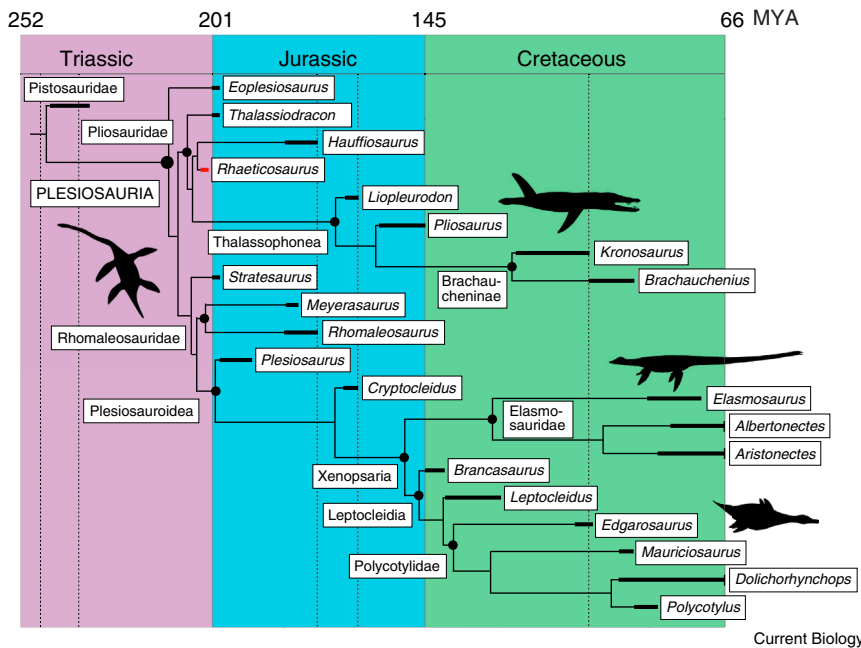 252 201 145 66 MYA
Triassic Jurassic Cretaceous
Pistosauridae
Eoplesiosaurus
Thalassiodracon
Pliosauridae
Hauffiosaurus
Rhaeticosaurus
PLESIOSAURIA
Liopleurodon
Pliosaurus
Thalassophonea
Kronosaurus
Stratesaurus
Brachau-
cheninae
Brachauchenius
Meyerasaurus
Rhomaleosauridae
Rhomaleosaurus
Plesiosaurus
Cryptocleidus
Plesiosauroidea
Elasmosaurus
Elasmo-
sauridae
Albertonectes
Aristonectes
Xenopsaria
Brancasaurus
Leptocleidus
Leptocleidia
Edgarosaurus
Mauriciosaurus
Polycotylidae
Dolichorhynchops
Polycotylus
Current Biology